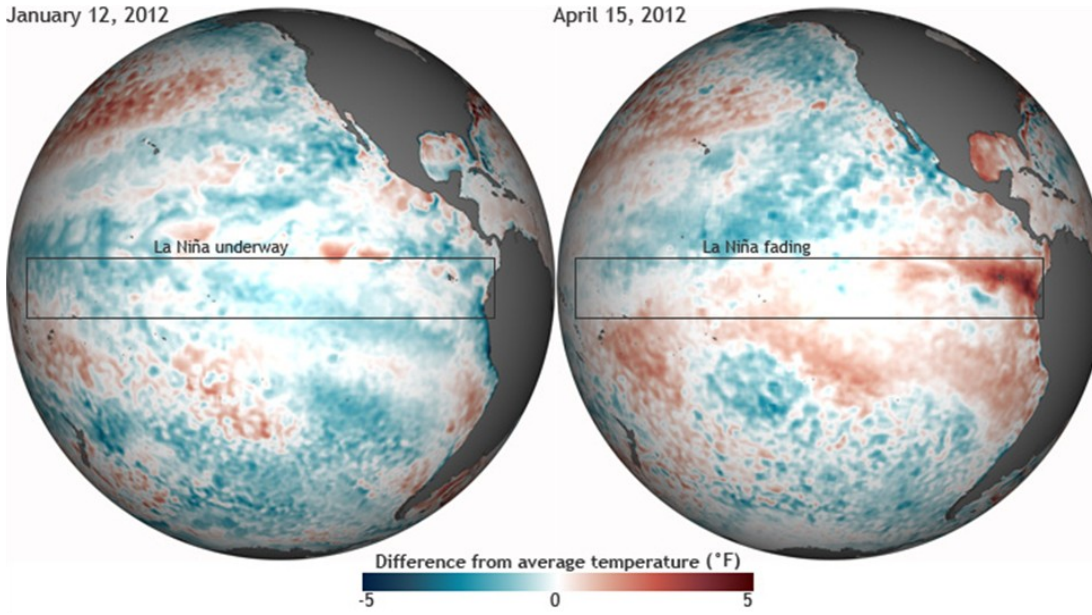 January 12, 2012
April 15, 2012
La Niña underway
La Niña fading
Difference from average temperature (°F)
-5 0 5